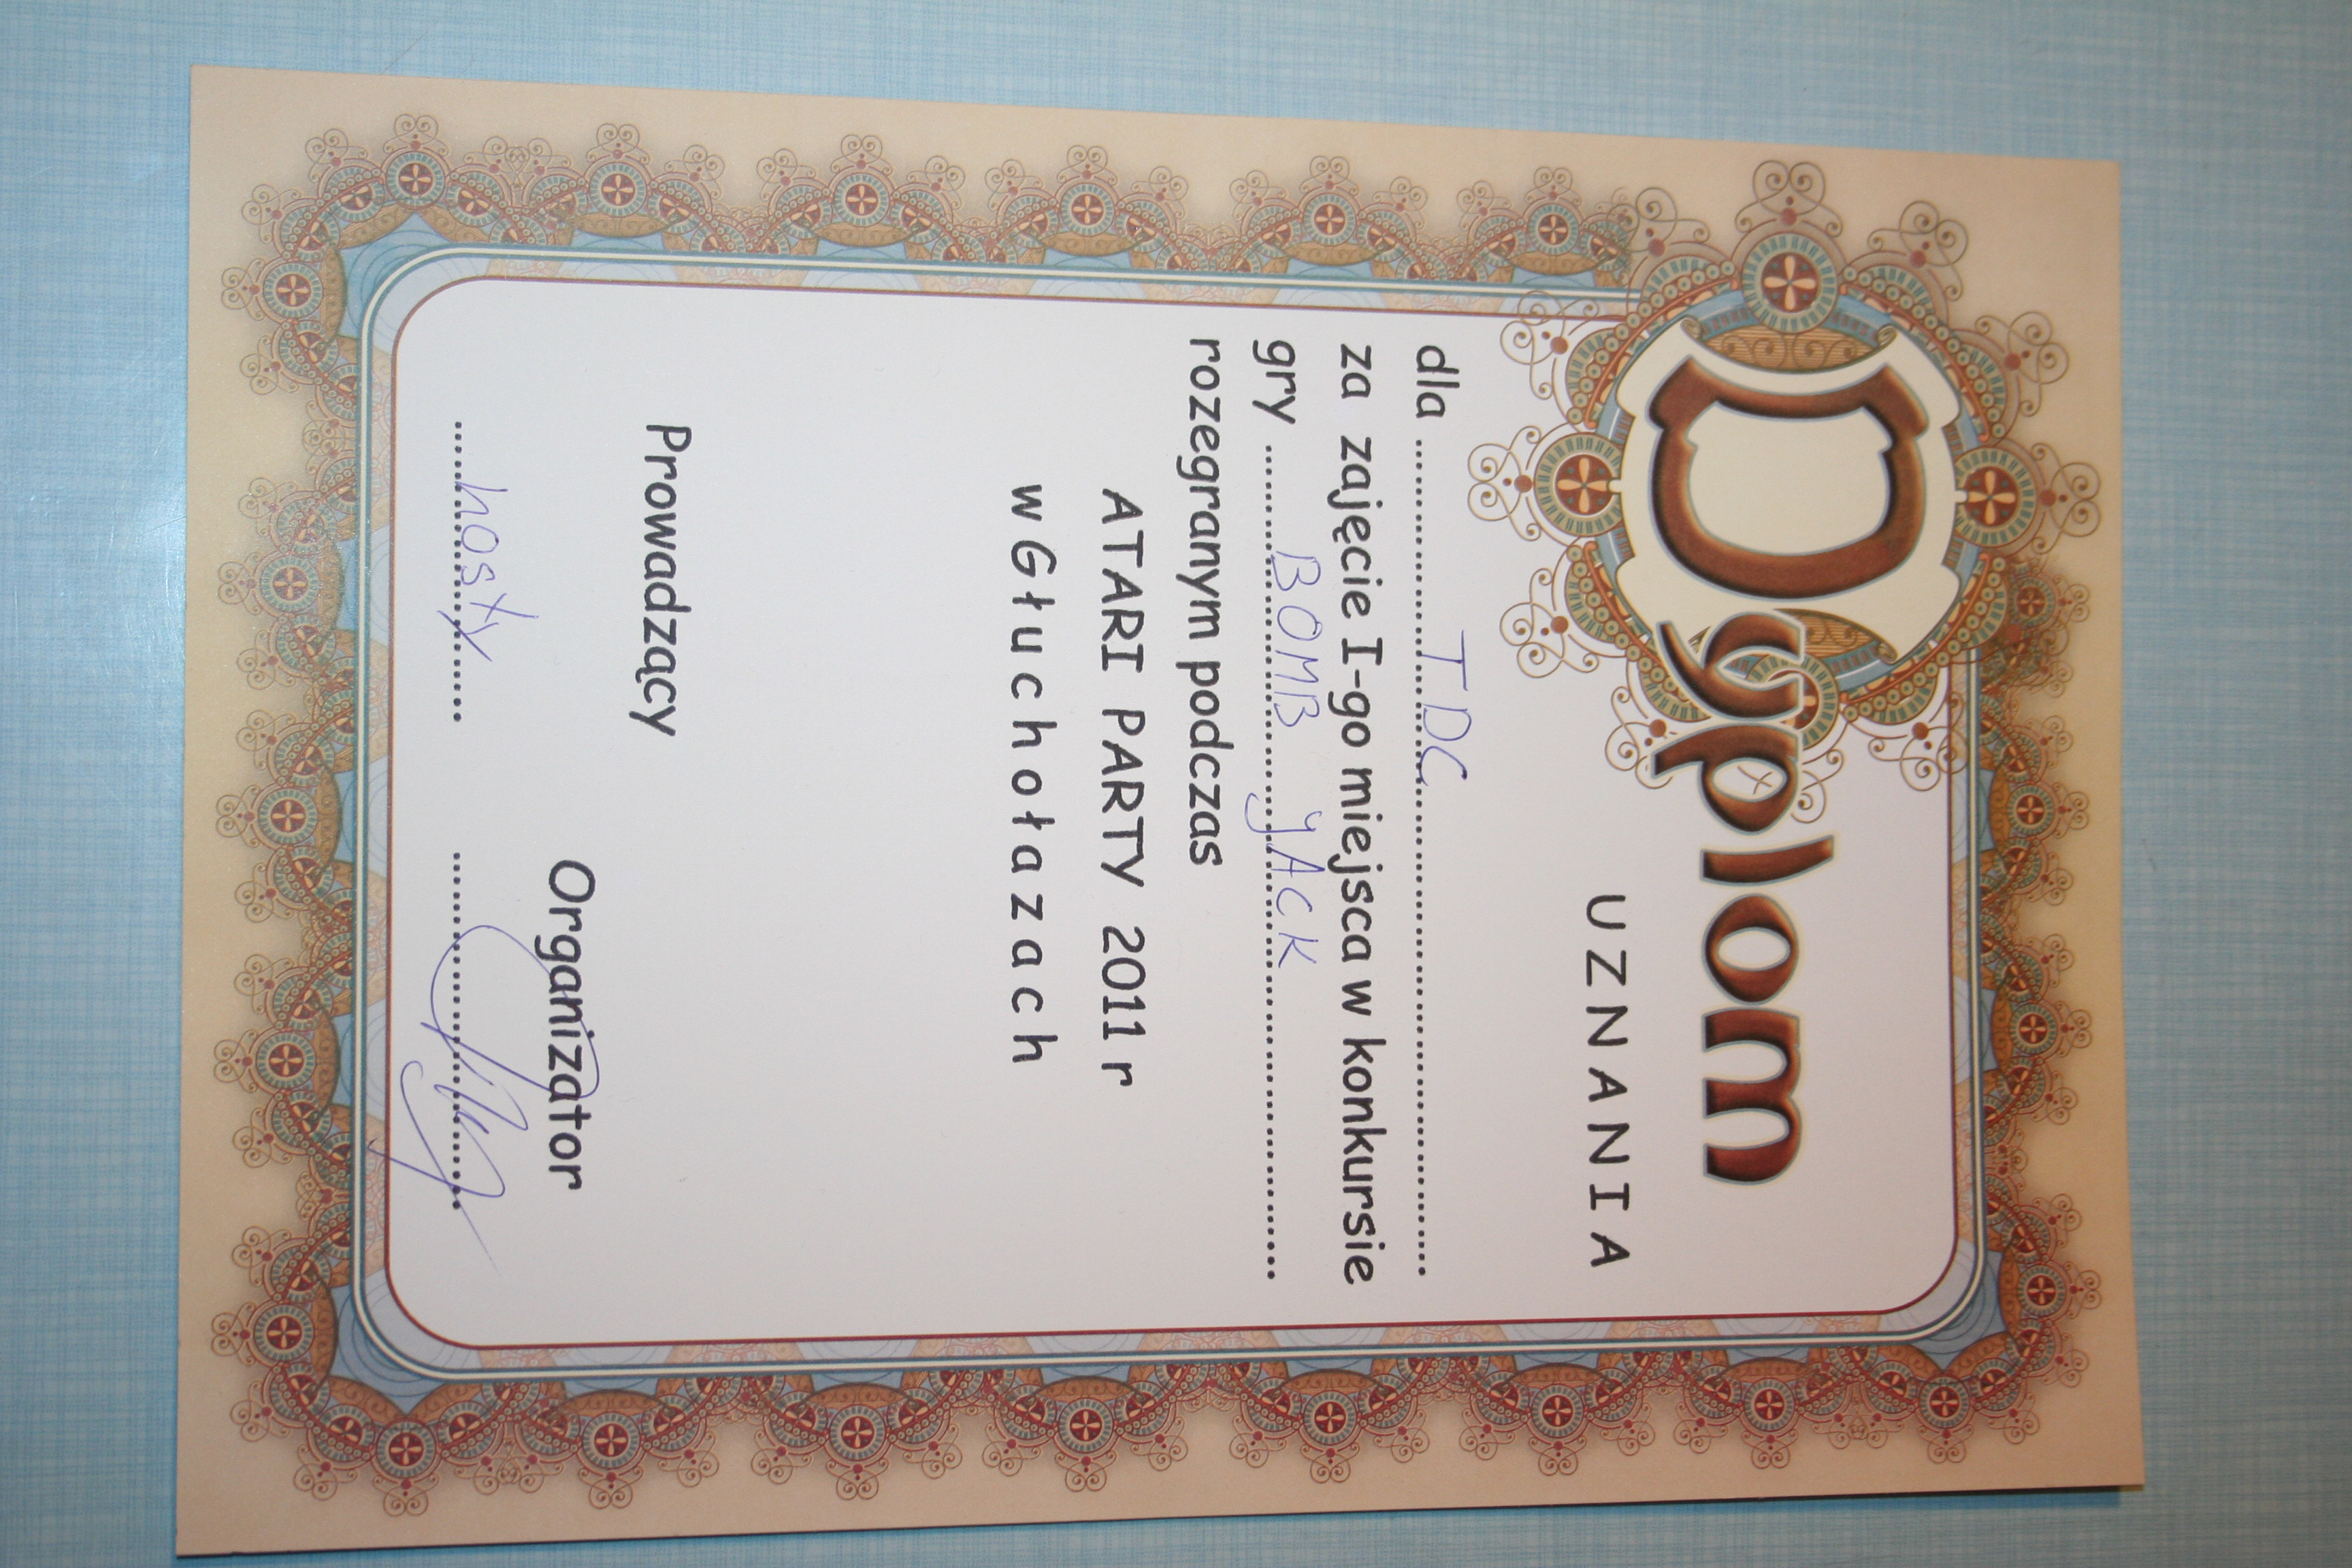 Dyplom
UZNANIA
dla ........ TDC ........
za zajęcie I-go miejsca w konkursie
gry ........ BOMB JACK ........
rozegranym podczas
ATARI PARTY 2011 r
w Głuchołazach
Prowadzący
Organizator
hosty